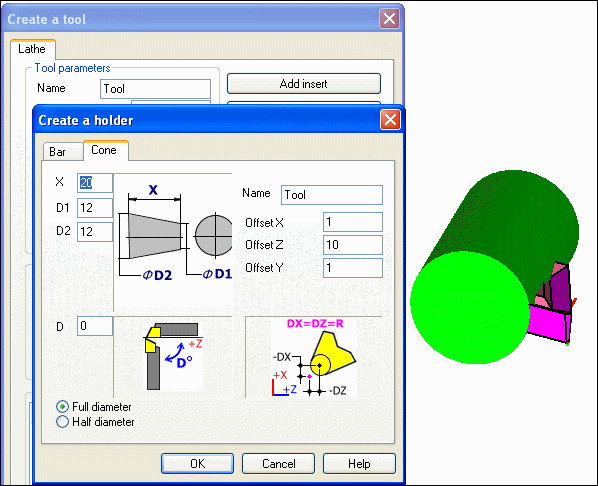 Create a tool
Lathe
Tool parameters
Name Tool
Add insert
Create a holder
Bar Cone
X 20
D1 12
D2 12
X
ΦD2 ΦD1
Name Tool
Offset X 1
Offset Z 10
Offset Y 1
D 0
+Z
D°
DX=DZ=R
-DX
+X
+Z -DZ
Full diameter
Half diameter
OK Cancel Help